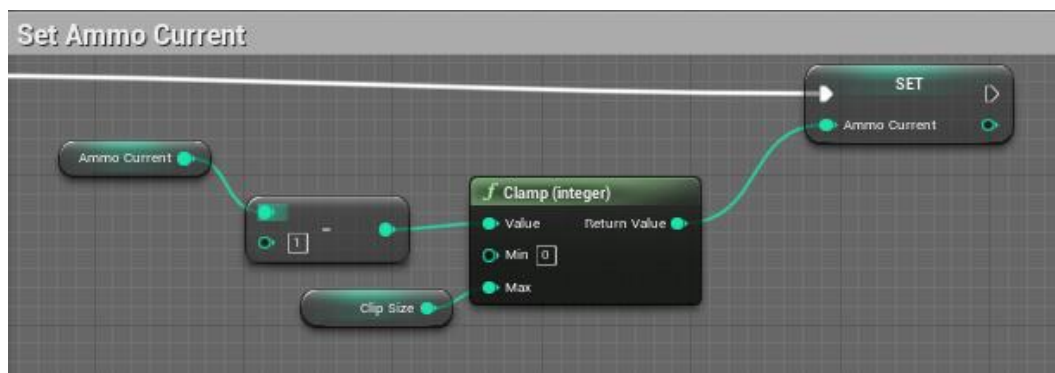 Set Ammo Current
SET
Ammo Current
Ammo Current
f Clamp (integer)
Value Return Value
-
1
Min 0
Max
Clip Size